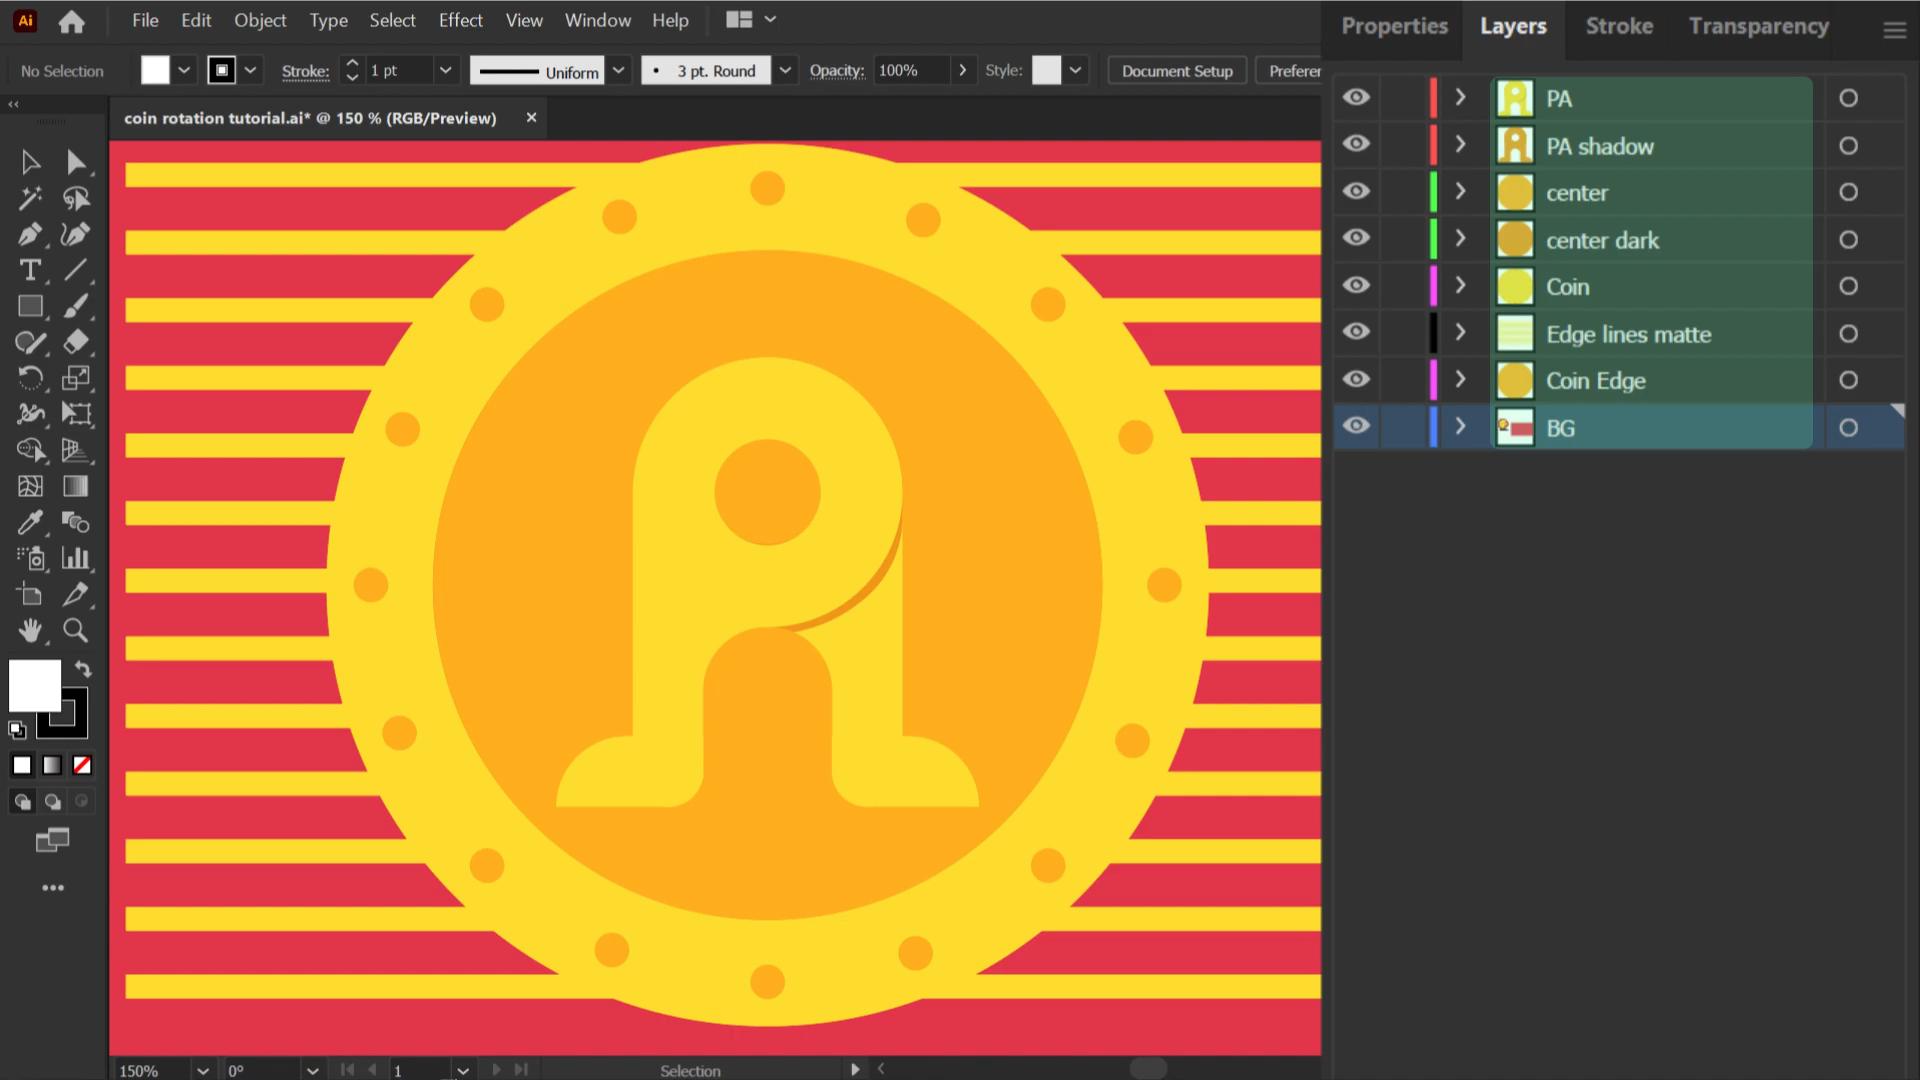 Ai File Edit Object Type Select Effect View Window Help
No Selection Stroke: 1 pt Uniform 3 pt. Round Opacity: 100% Style: Document Setup Preferen
coin rotation tutorial.ai* @ 150 % (RGB/Preview)
Properties Layers Stroke Transparency
PA
PA shadow
center
center dark
Coin
Edge lines matte
Coin Edge
BG
150% 0° 1 Selection